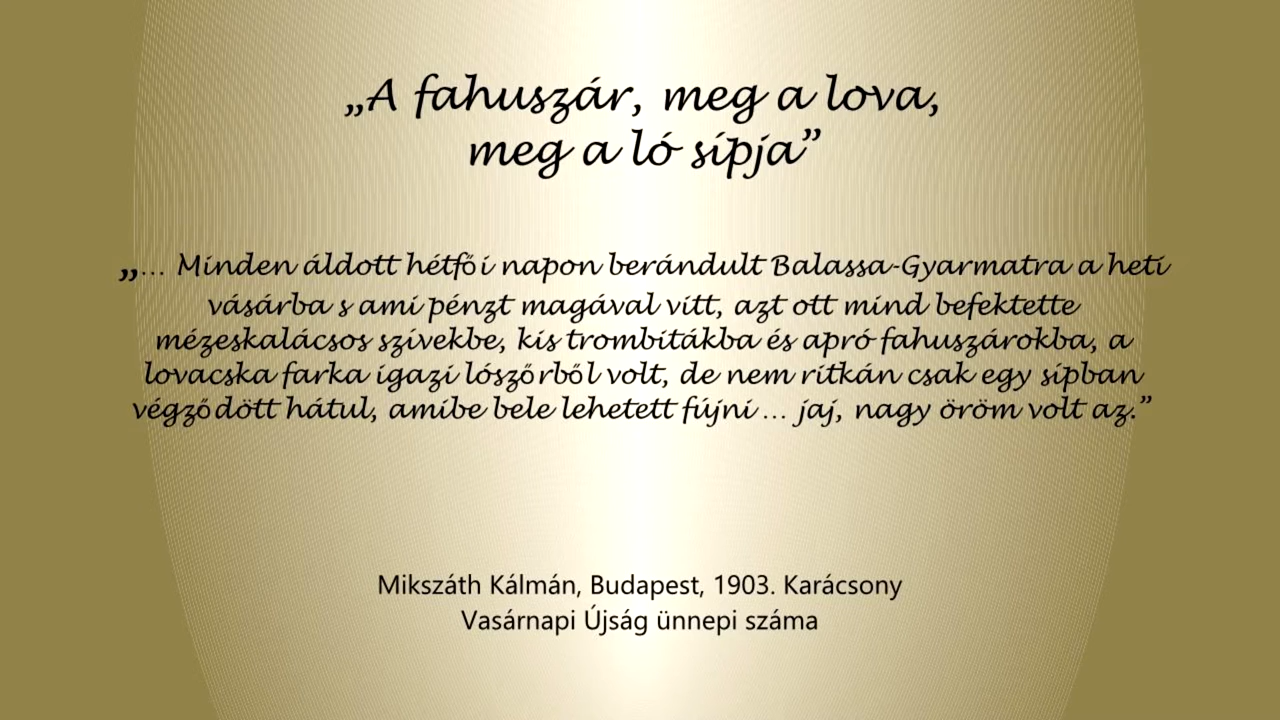 „A fahuszár, meg a lova,
meg a ló sípja”
„… Minden áldott hétfői napon berándult Balassa-Gyarmatra a heti
vásárba s ami pénzt magával vitt, azt ott mind befektette
mézeskalácsos szívekbe, kis trombitákba és apró fahuszárokba, a
lovacska farka igazi lószőrből volt, de nem ritkán csak egy sípban
végződött hátul, amibe bele lehetett fújni … jaj, nagy öröm volt az.”
Mikszáth Kálmán, Budapest, 1903. Karácsony
Vasárnapi Újság ünnepi száma